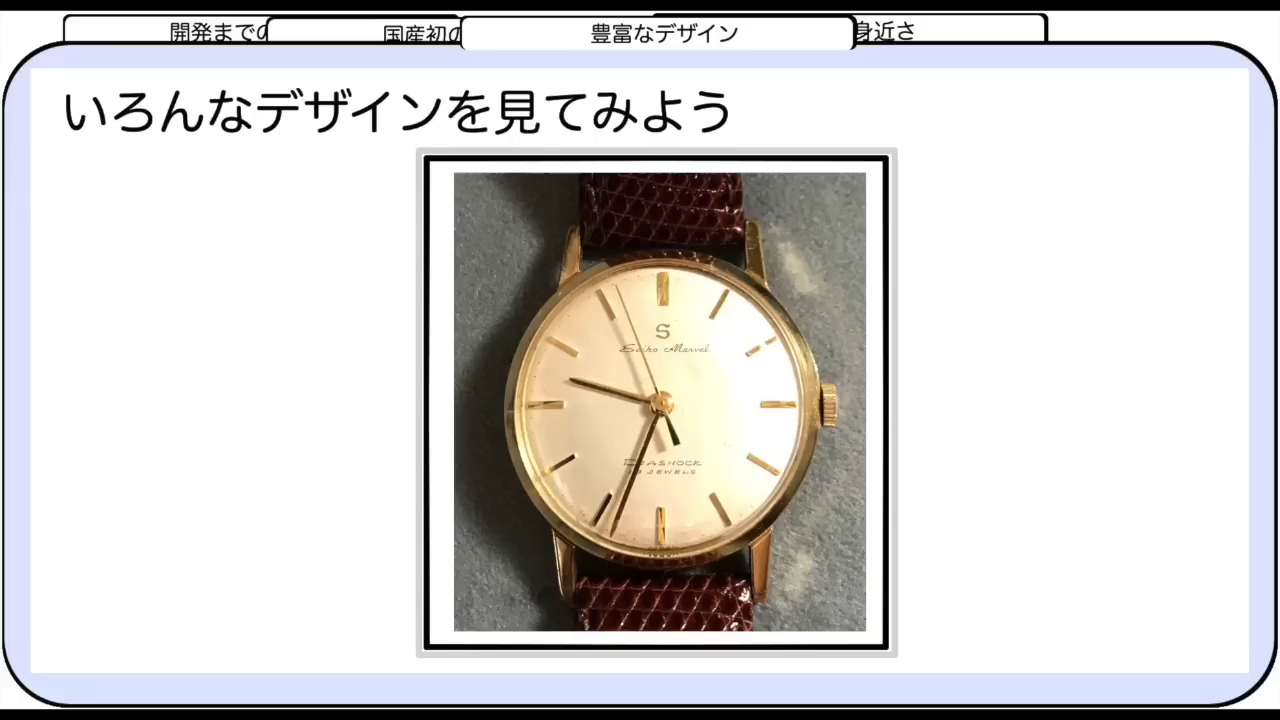 開発までの
国産初の
豊富なデザイン
身近さ
いろんなデザインを見てみよう
S
Seiko Marvel
DIASHOCK
JEWELS